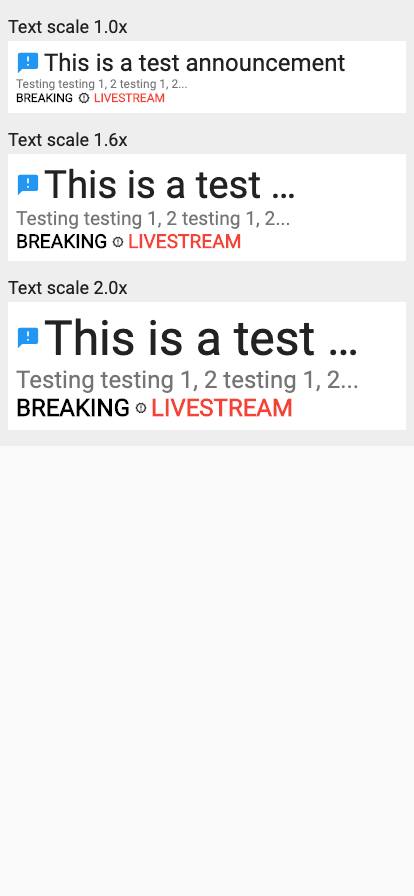 Text scale 1.0x
This is a test announcement
Testing testing 1, 2 testing 1, 2...
BREAKING LIVESTREAM
Text scale 1.6x
This is a test ...
Testing testing 1, 2 testing 1, 2...
BREAKING LIVESTREAM
Text scale 2.0x
This is a test ...
Testing testing 1, 2 testing 1, 2...
BREAKING LIVESTREAM